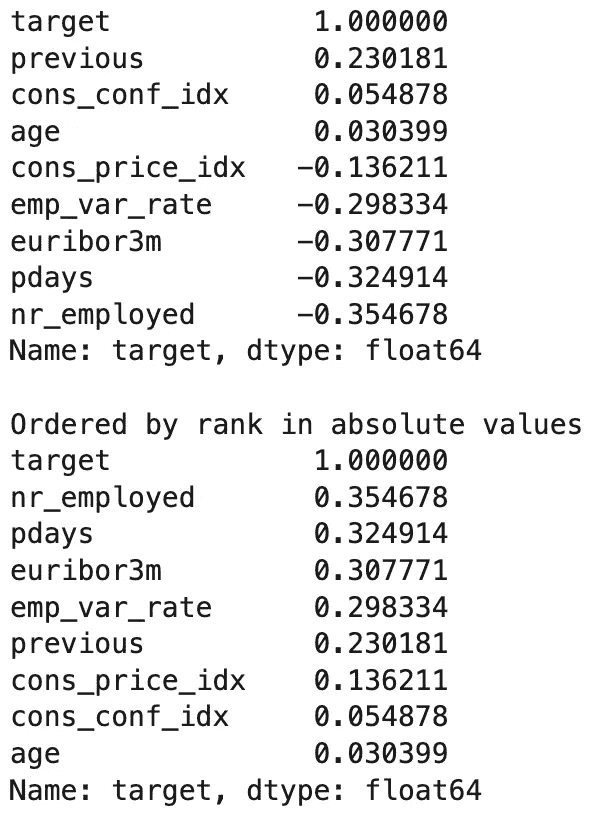 target             1.000000
previous           0.230181
cons_conf_idx      0.054878
age                0.030399
cons_price_idx    -0.136211
emp_var_rate      -0.298334
euribor3m         -0.307771
pdays             -0.324914
nr_employed       -0.354678
Name: target, dtype: float64

Ordered by rank in absolute values
target             1.000000
nr_employed        0.354678
pdays              0.324914
euribor3m          0.307771
emp_var_rate       0.298334
previous           0.230181
cons_price_idx     0.136211
cons_conf_idx      0.054878
age                0.030399
Name: target, dtype: float64